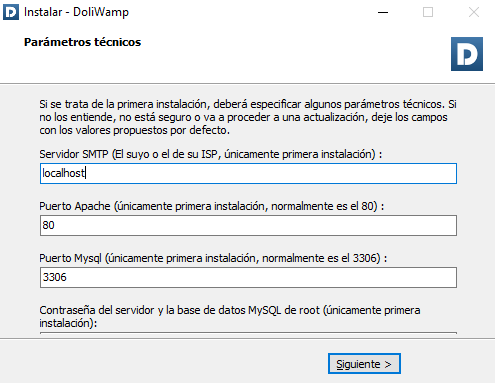 Instalar - DoliWamp
Parámetros técnicos
D
Si se trata de la primera instalación, deberá especificar algunos parámetros técnicos. Si
no los entiende, no está seguro o va a proceder a una actualización, deje los campos
con los valores propuestos por defecto.
Servidor SMTP (El suyo o el de su ISP, únicamente primera instalación) :
localhost
Puerto Apache (únicamente primera instalación, normalmente es el 80) :
80
Puerto Mysql (únicamente primera instalación, normalmente es el 3306) :
3306
Contraseña del servidor y la base de datos MySQL de root (únicamente primera
instalación):
Siguiente >